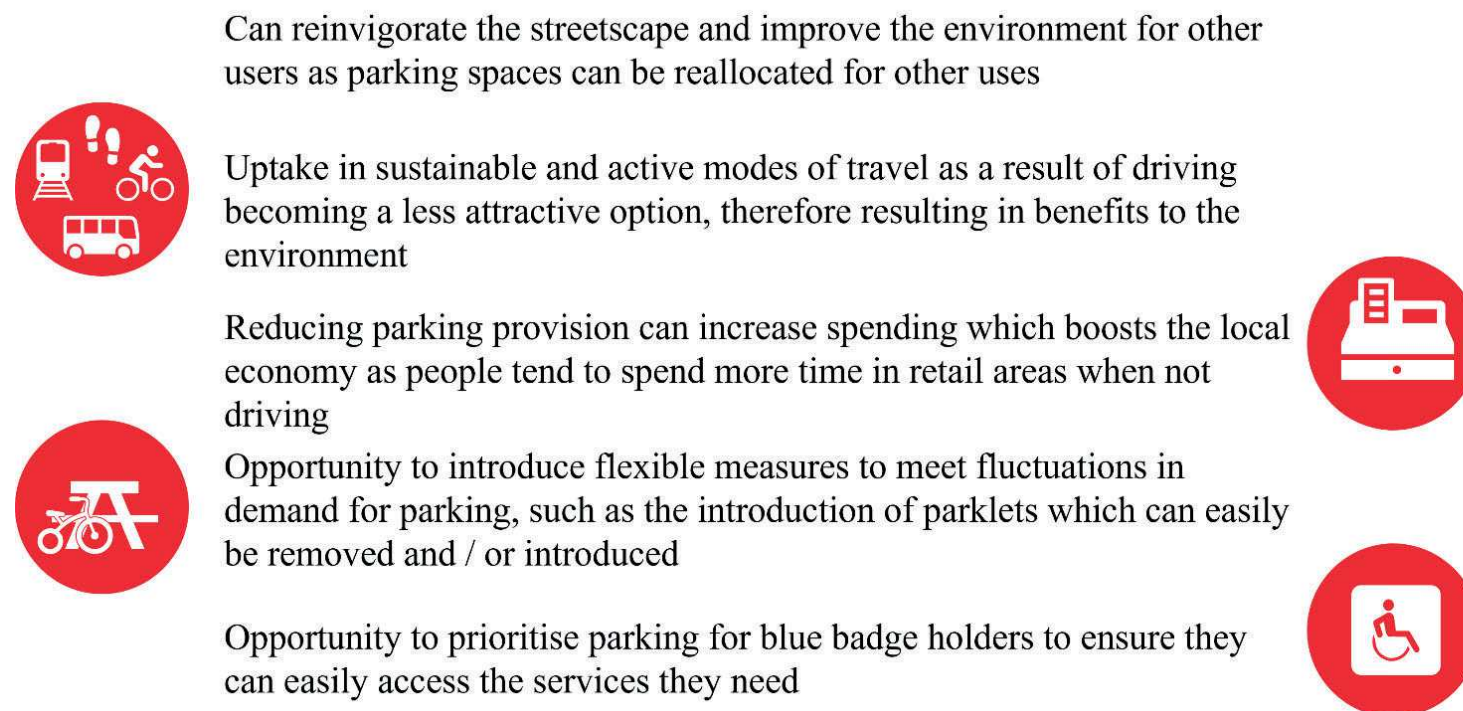 Can reinvigorate the streetscape and improve the environment for other
users as parking spaces can be reallocated for other uses
Uptake in sustainable and active modes of travel as a result of driving
becoming a less attractive option, therefore resulting in benefits to the
environment
Reducing parking provision can increase spending which boosts the local
economy as people tend to spend more time in retail areas when not
driving
Opportunity to introduce flexible measures to meet fluctuations in
demand for parking, such as the introduction of parklets which can easily
be removed and / or introduced
Opportunity to prioritise parking for blue badge holders to ensure they
can easily access the services they need